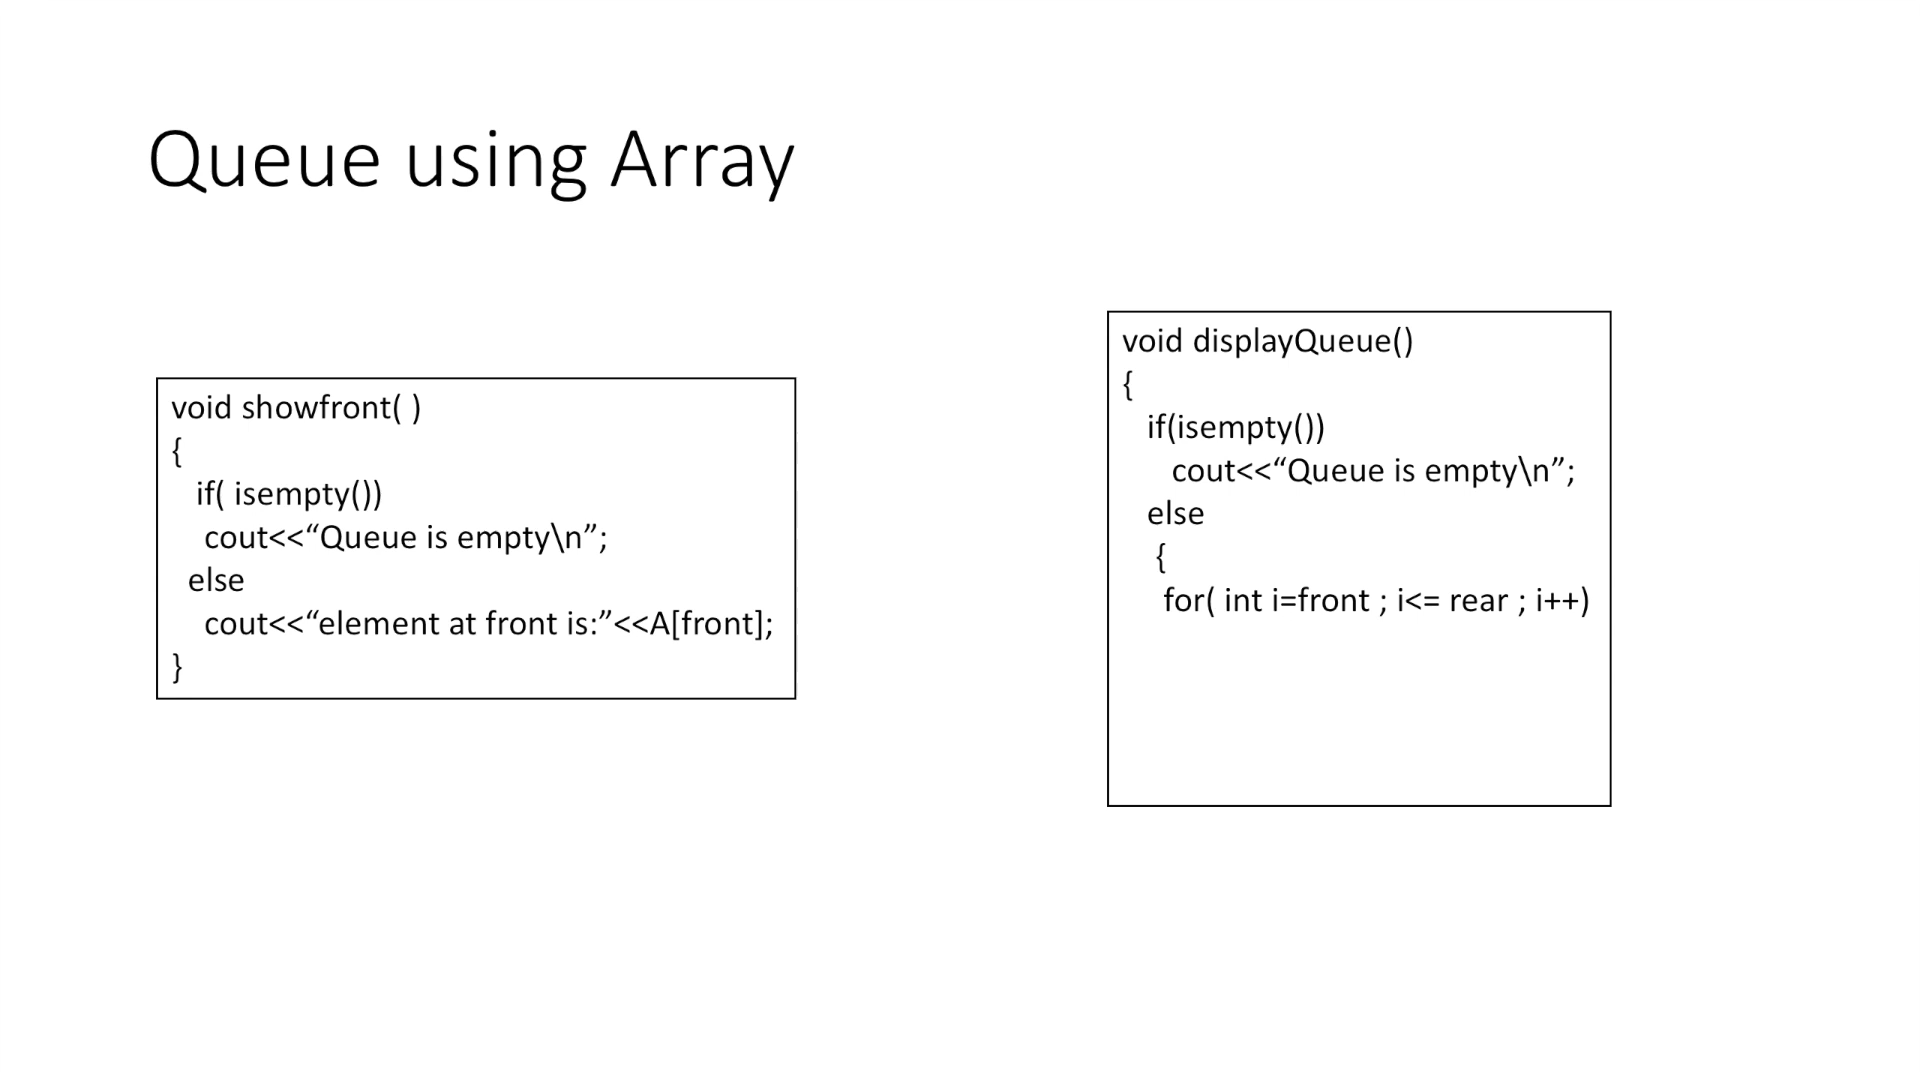 Queue using Array
void showfront( )
{
if( isempty())
cout<<“Queue is empty\n”;
else
cout<<“element at front is:”<<A[front];
}
void displayQueue()
{
if(isempty())
cout<<“Queue is empty\n”;
else
{
for( int i=front ; i<= rear ; i++)